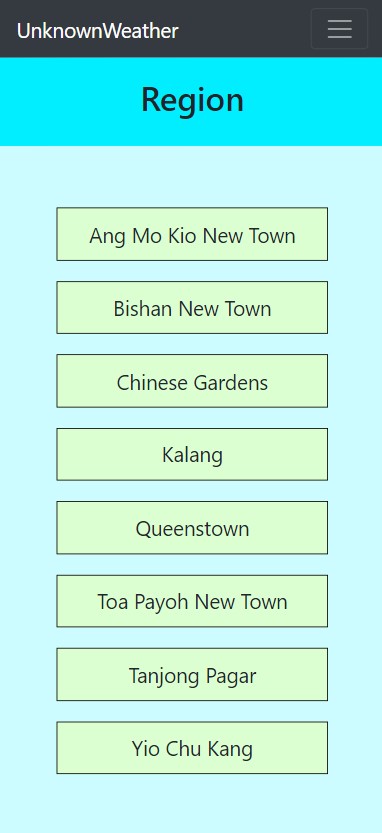 UnknownWeather
Region
Ang Mo Kio New Town
Bishan New Town
Chinese Gardens
Kalang
Queenstown
Toa Payoh New Town
Tanjong Pagar
Yio Chu Kang